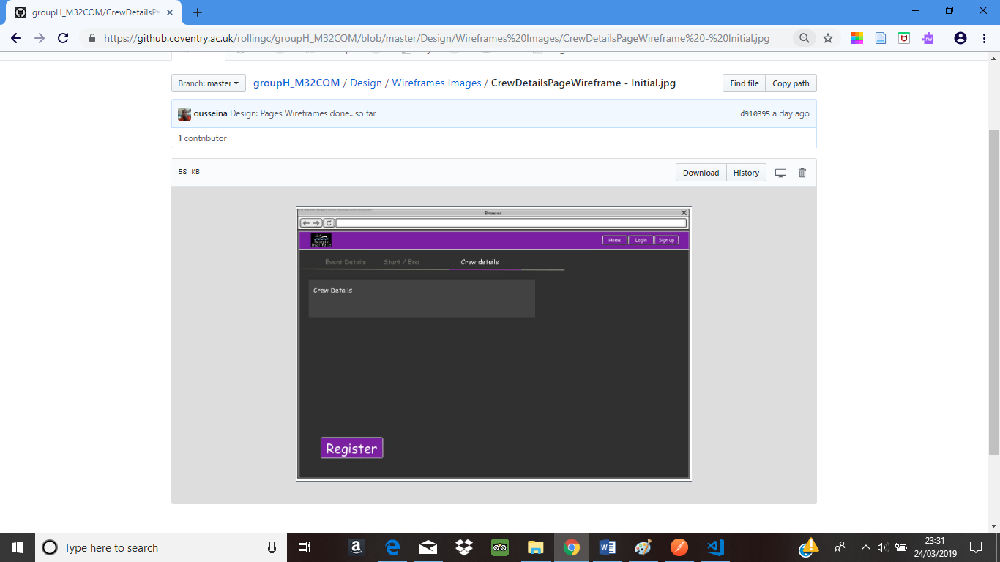 groupH_M32COM/CrewDetailsPa
https://github.coventry.ac.uk/rollingc/groupH_M32COM/blob/master/Design/Wireframes%20Images/CrewDetailsPageWireframe%20-%20Initial.jpg
Branch: master
groupH_M32COM / Design / Wireframes Images / CrewDetailsPageWireframe - Initial.jpg
Find file
Copy path
ousseina Design: Pages Wireframes done...so far
d910395 a day ago
1 contributor
58 KB
Download
History
Browser
Home
Login
Sign up
Event Details
Start / End
Crew details
Crew Details
Register
Type here to search
23:31
24/03/2019